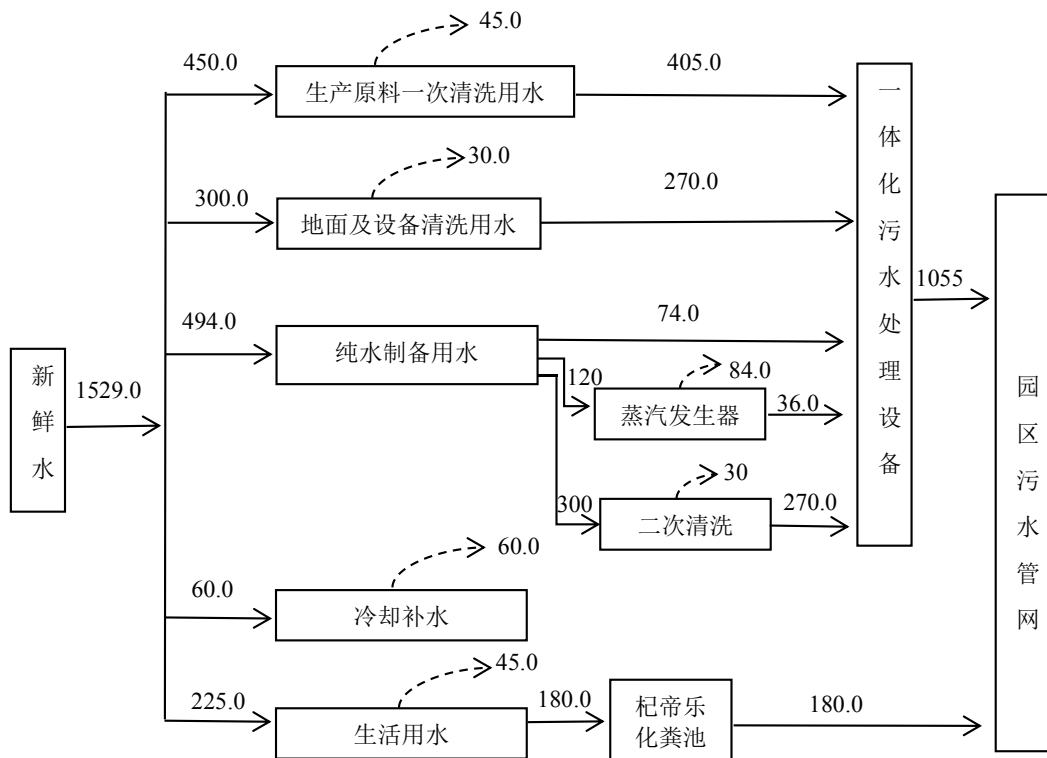 45.0
450.0
生产原料一次清洗用水
405.0
30.0
300.0
地面及设备清洗用水
270.0
494.0
纯水制备用水
74.0
120
84.0
蒸汽发生器
36.0
300
30
二次清洗
270.0
一体化污水处理设备
1055
新鲜水
1529.0
60.0
60.0
冷却补水
45.0
225.0
生活用水
180.0
杞帝乐
化粪池
180.0
园区污水管网